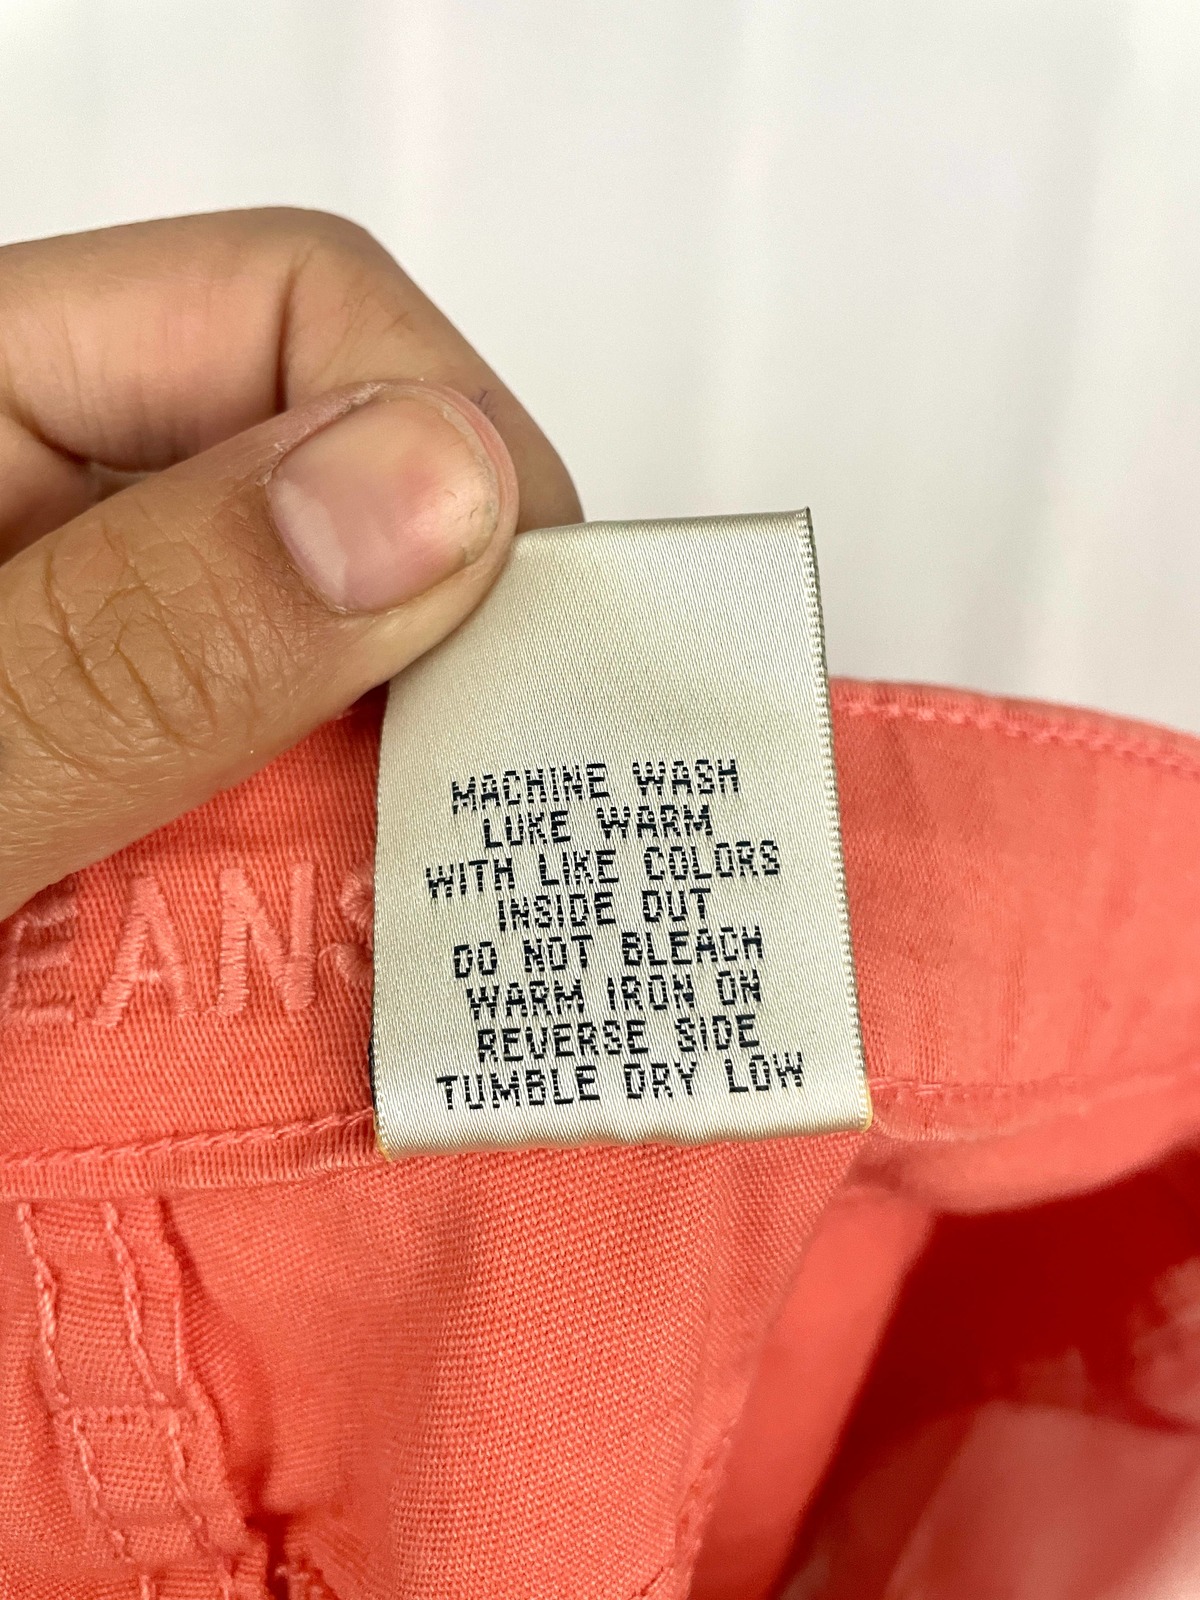 MACHINE WASH
LUKE WARM
WITH LIKE COLORS
INSIDE OUT
DO NOT BLEACH
WARM IRON ON
REVERSE SIDE
TUMBLE DRY LOW
EANS